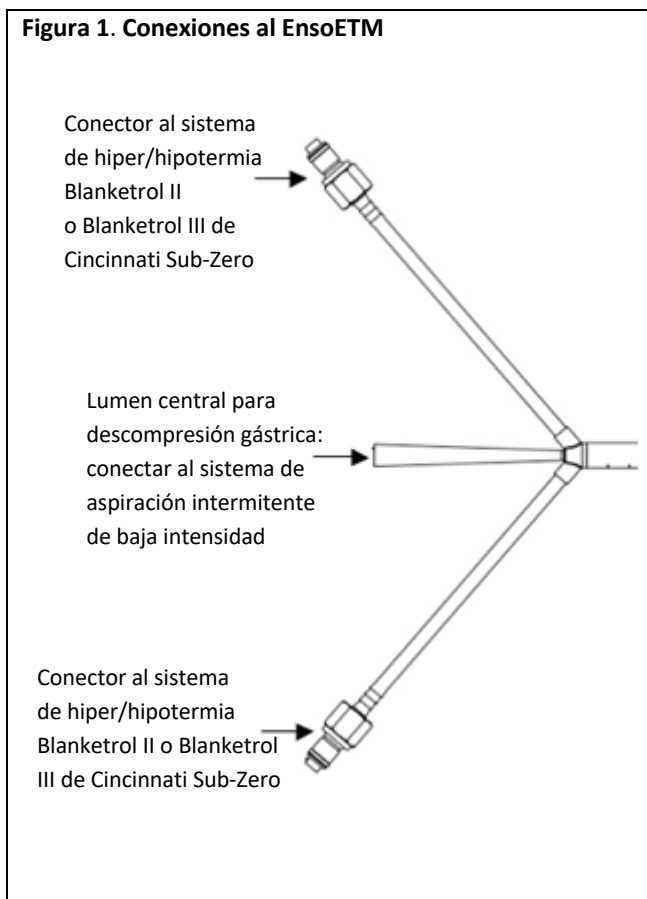 Figura 1. Conexiones al EnsoETM
Conector al sistema
de hiper/hipotermia
Blanketrol II
o Blanketrol III de
Cincinnati Sub-Zero
Lumen central para
descompresión gástrica:
conectar al sistema de
aspiración intermitente
de baja intensidad
Conector al sistema
de hiper/hipotermia
Blanketrol II o Blanketrol
III de Cincinnati Sub-Zero